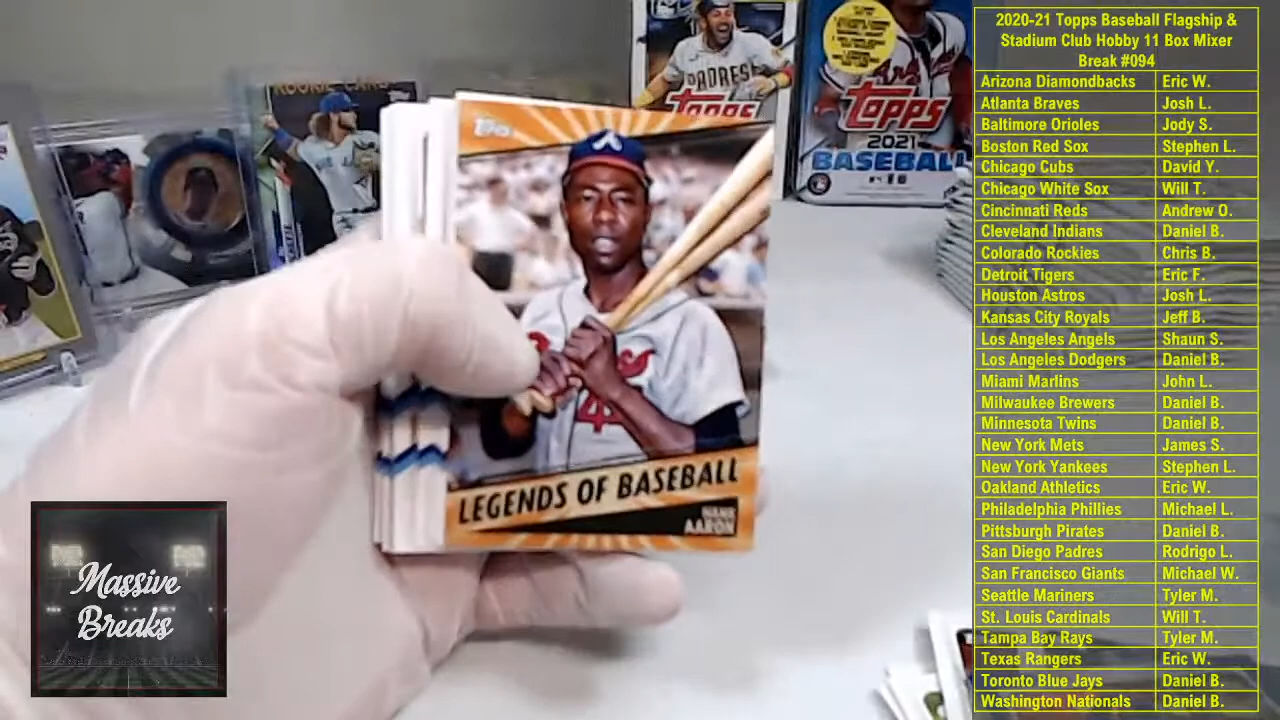 2020-21 Topps Baseball Flagship &
Stadium Club Hobby 11 Box Mixer
Break #094
Arizona Diamondbacks Eric W.
Atlanta Braves Josh L.
Baltimore Orioles Jody S.
Boston Red Sox Stephen L.
Chicago Cubs David Y.
Chicago White Sox Will T.
Cincinnati Reds Andrew O.
Cleveland Indians Daniel B.
Colorado Rockies Chris B.
Detroit Tigers Eric F.
Houston Astros Josh L.
Kansas City Royals Jeff B.
Los Angeles Angels Shaun S.
Los Angeles Dodgers Daniel B.
Miami Marlins John L.
Milwaukee Brewers Daniel B.
Minnesota Twins Daniel B.
New York Mets James S.
New York Yankees Stephen L.
Oakland Athletics Eric W.
Philadelphia Phillies Michael L.
Pittsburgh Pirates Daniel B.
San Diego Padres Rodrigo L.
San Francisco Giants Michael W.
Seattle Mariners Tyler M.
St. Louis Cardinals Will T.
Tampa Bay Rays Tyler M.
Texas Rangers Eric W.
Toronto Blue Jays Daniel B.
Washington Nationals Daniel B.
PADRES
Topps
TOPPS
2021
BASEBALL
ROOKIE CARD
Topps
A
4
LEGENDS OF BASEBALL
HANK
AARON
Massive
Breaks